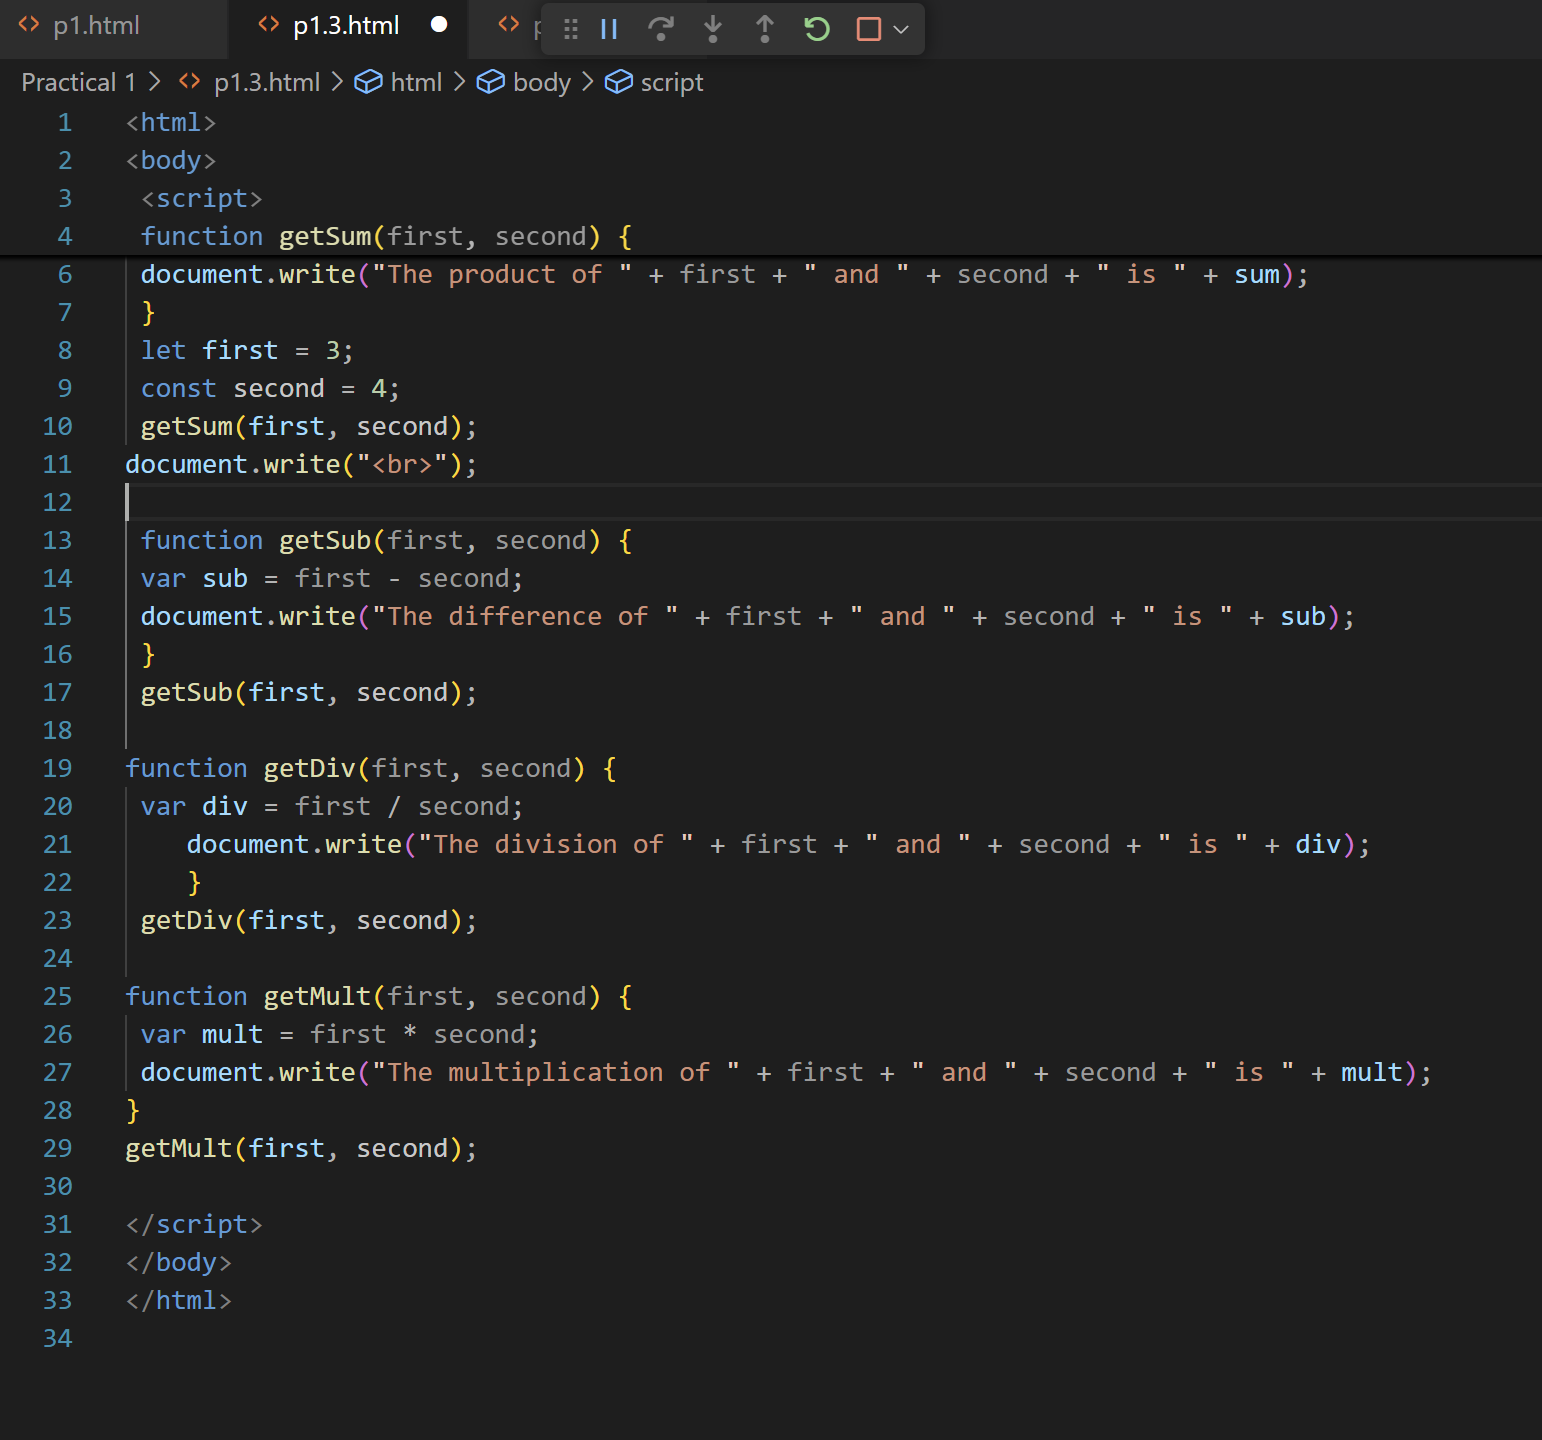 p1.html
p1.3.html
Practical 1 > p1.3.html > html > body > script
1 <html>
2 <body>
3 <script>
4 function getSum(first, second) {
6 document.write("The product of " + first + " and " + second + " is " + sum);
7 }
8 let first = 3;
9 const second = 4;
10 getSum(first, second);
11 document.write("<br>");
12
13 function getSub(first, second) {
14 var sub = first - second;
15 document.write("The difference of " + first + " and " + second + " is " + sub);
16 }
17 getSub(first, second);
18
19 function getDiv(first, second) {
20 var div = first / second;
21 document.write("The division of " + first + " and " + second + " is " + div);
22 }
23 getDiv(first, second);
24
25 function getMult(first, second) {
26 var mult = first * second;
27 document.write("The multiplication of " + first + " and " + second + " is " + mult);
28 }
29 getMult(first, second);
30
31 </script>
32 </body>
33 </html>
34